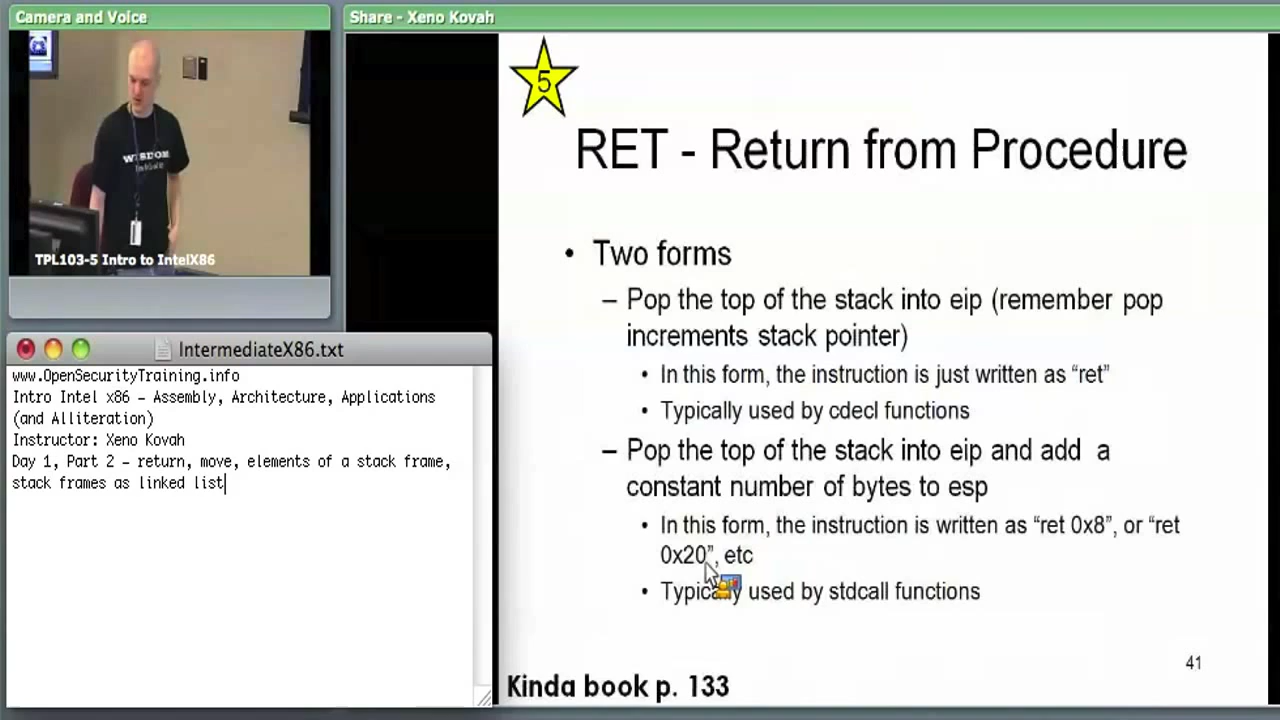 Camera and Voice
Share - Xeno Kovah
WISDOM
TPL103-5 Intro to IntelX86
IntermediateX86.txt
www.OpenSecurityTraining.info
Intro Intel x86 – Assembly, Architecture, Applications
(and Alliteration)
Instructor: Xeno Kovah
Day 1, Part 2 – return, move, elements of a stack frame,
stack frames as linked list
5
RET - Return from Procedure
• Two forms
– Pop the top of the stack into eip (remember pop
increments stack pointer)
• In this form, the instruction is just written as “ret”
• Typically used by cdecl functions
– Pop the top of the stack into eip and add a
constant number of bytes to esp
• In this form, the instruction is written as “ret 0x8”, or “ret
0x20”, etc
• Typically used by stdcall functions
41
Kinda book p. 133